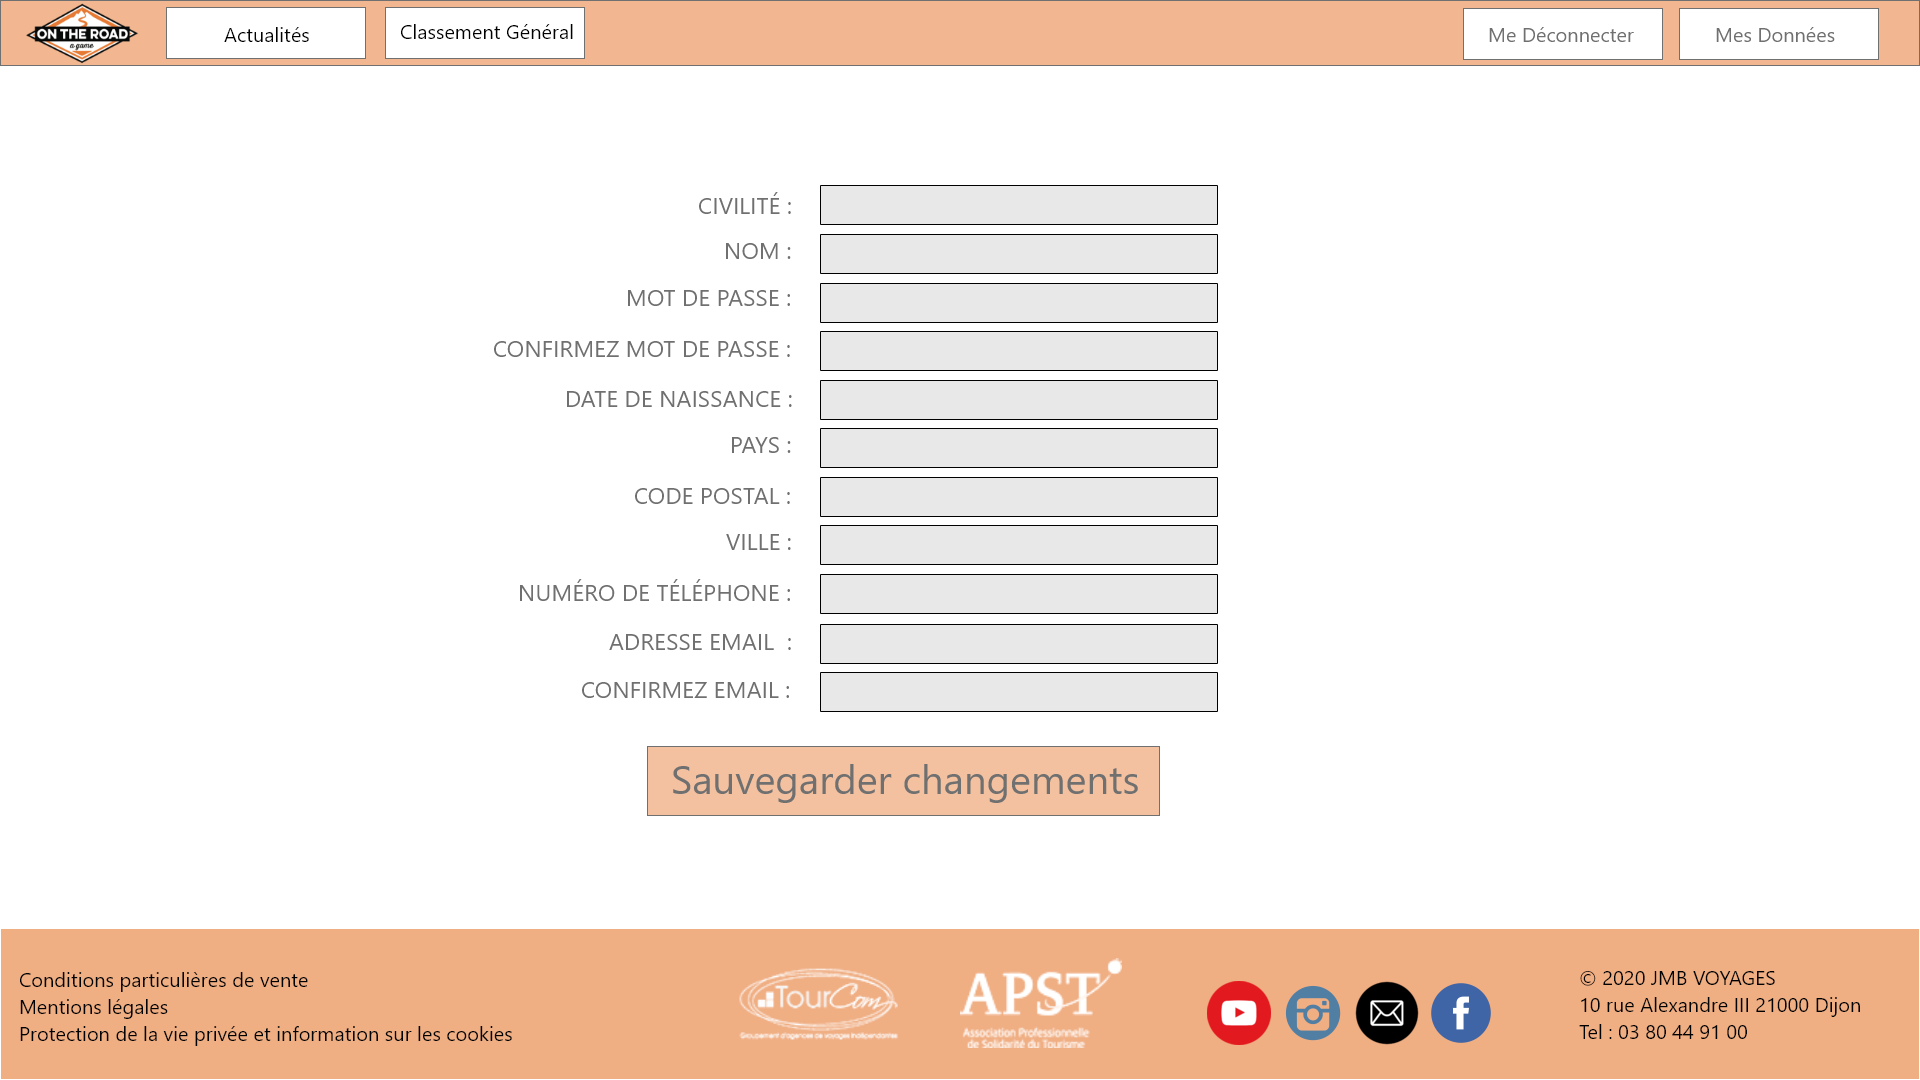 ON THE ROAD
a game
Actualités
Classement Général
Me Déconnecter
Mes Données
CIVILITÉ :
NOM :
MOT DE PASSE :
CONFIRMEZ MOT DE PASSE :
DATE DE NAISSANCE :
PAYS :
CODE POSTAL :
VILLE :
NUMÉRO DE TÉLÉPHONE :
ADRESSE EMAIL  :
CONFIRMEZ EMAIL :
Sauvegarder changements
Conditions particulières de vente
Mentions légales
Protection de la vie privée et information sur les cookies
TourCom
Groupement d'agences de voyages indépendantes
APST
Association Professionnelle
de Solidarité du Tourisme
© 2020 JMB VOYAGES
10 rue Alexandre III 21000 Dijon
Tel : 03 80 44 91 00